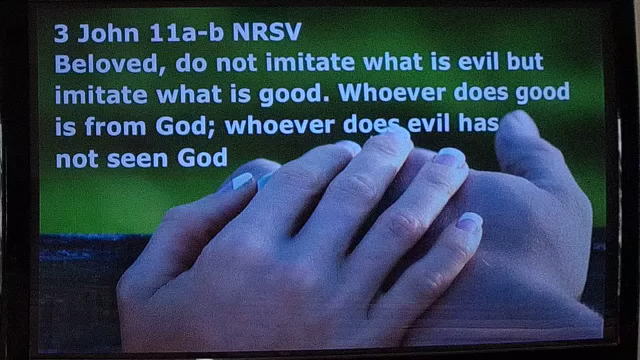 3 John 11a-b NRSV
Beloved, do not imitate what is evil but
imitate what is good. Whoever does good
is from God; whoever does evil has
not seen God